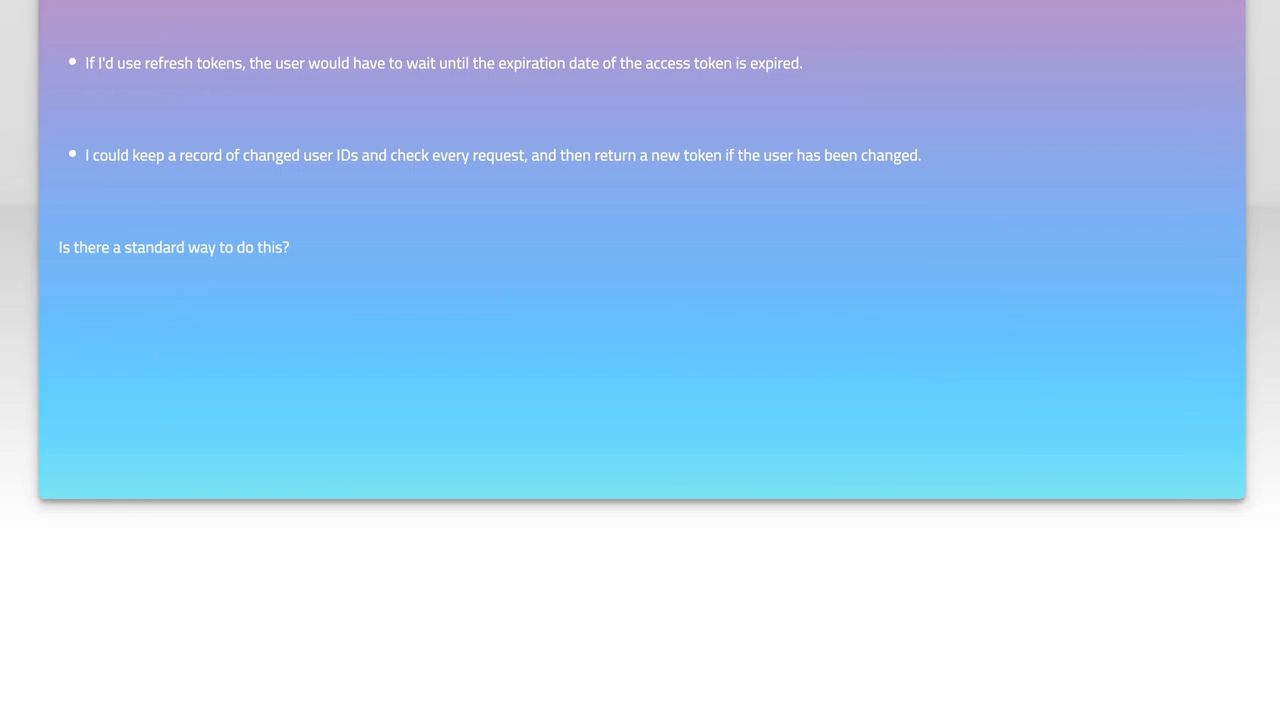 If I'd use refresh tokens, the user would have to wait until the expiration date of the access token is expired.
I could keep a record of changed user IDs and check every request, and then return a new token if the user has been changed.
Is there a standard way to do this?